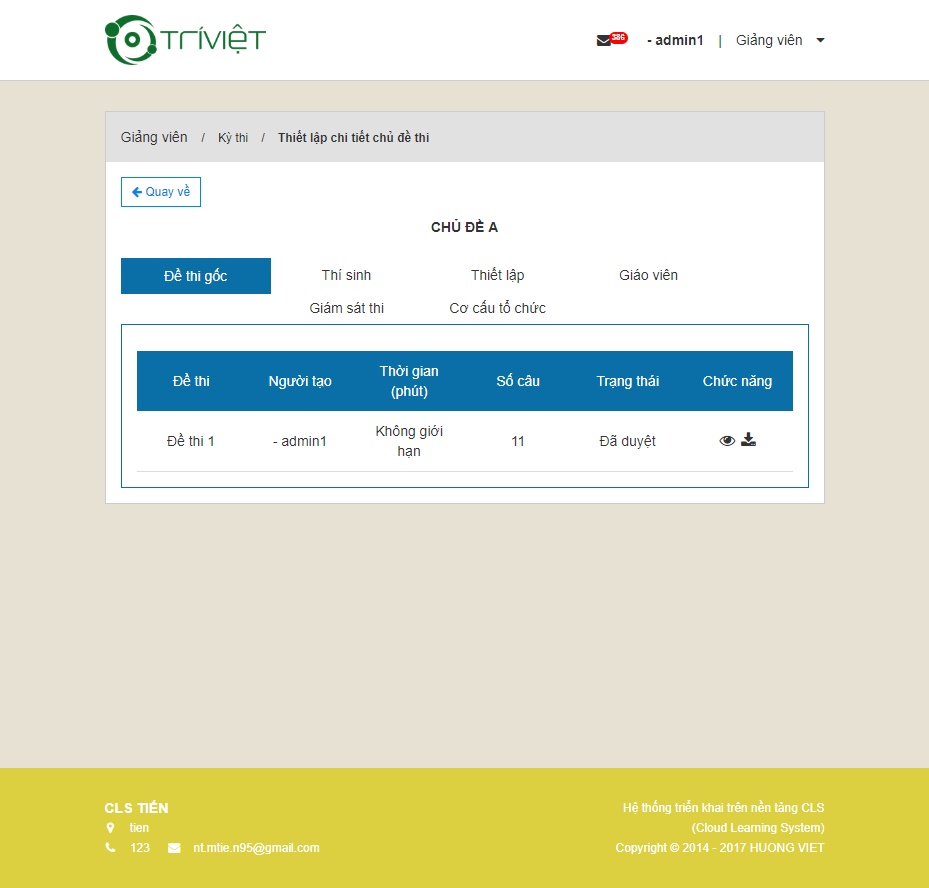 TRÍVIỆT
386
- admin1 | Giảng viên
Giảng viên / Kỳ thi / Thiết lập chi tiết chủ đề thi
Quay về
CHỦ ĐỀ A
Đề thi gốc Thí sinh Thiết lập Giáo viên
Giám sát thi Cơ cấu tổ chức
Đề thi Người tạo Thời gian (phút) Số câu Trạng thái Chức năng
Đề thi 1 - admin1 Không giới hạn 11 Đã duyệt
CLS TIẾN
tien
123 nt.mtie.n95@gmail.com
Hệ thống triển khai trên nền tảng CLS
(Cloud Learning System)
Copyright © 2014 - 2017 HUONG VIET